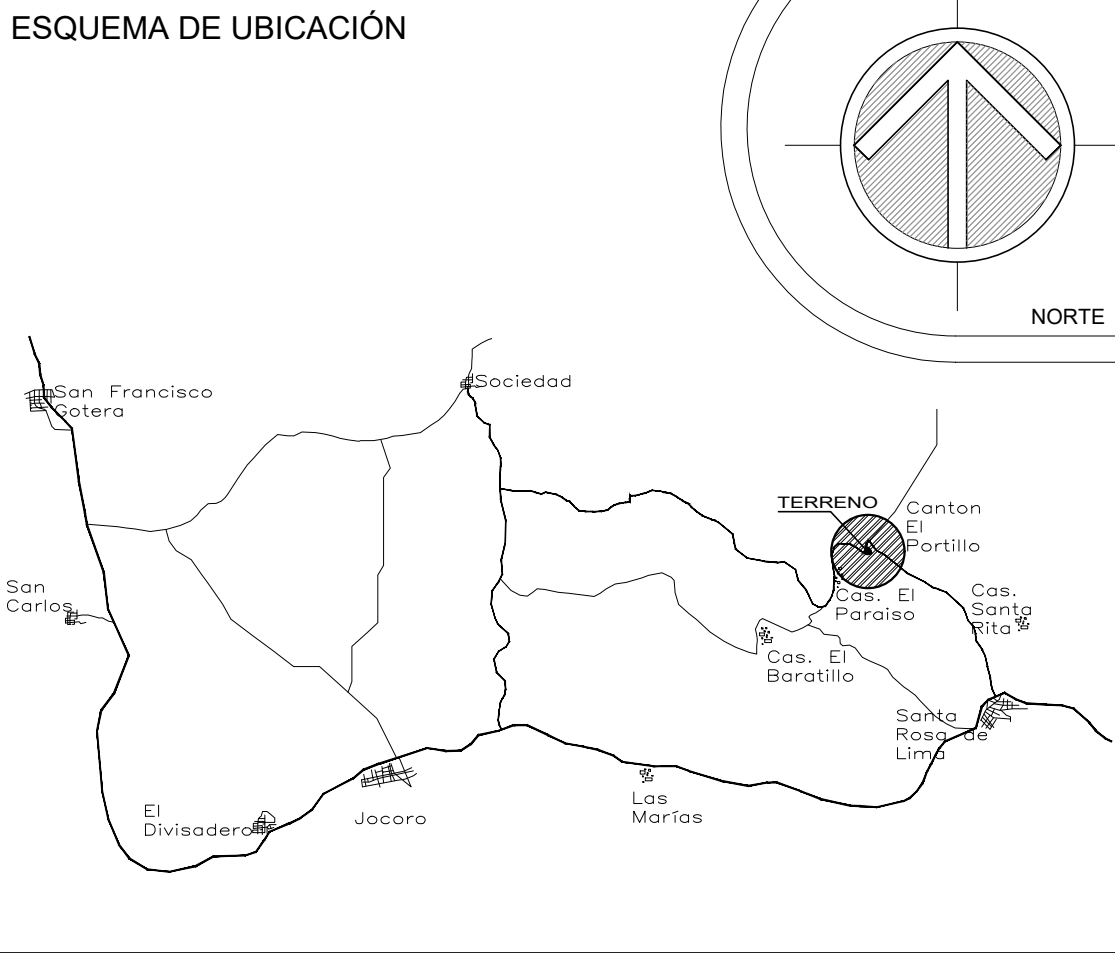 ESQUEMA DE UBICACIÓN
NORTE
San Francisco
Gotera
Sociedad
TERRENO
Canton
El
Portillo
San
Carlos
Cas. El
Paraiso
Cas.
Santa
Rita
Cas. El
Baratillo
Santa
Rosa de
Lima
El
Divisadero
Jocoro
Las
Marías